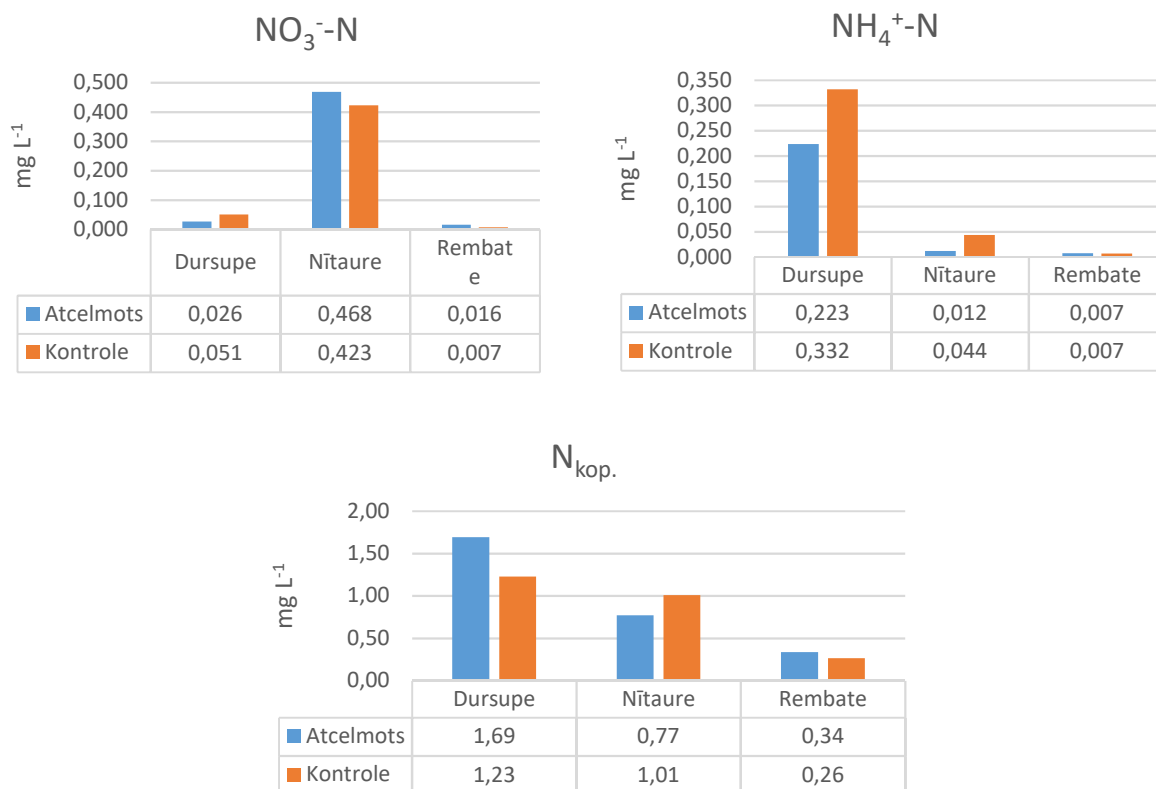 NO₃⁻-N
mg L⁻¹
0,500
0,400
0,300
0,200
0,100
0,000
Dursupe Nītaure Rembat
e
Atcelmots 0,026 0,468 0,016
Kontrole 0,051 0,423 0,007
NH₄⁺-N
mg L⁻¹
0,350
0,300
0,250
0,200
0,150
0,100
0,050
0,000
Dursupe Nītaure Rembate
Atcelmots 0,223 0,012 0,007
Kontrole 0,332 0,044 0,007
N kop.
mg L⁻¹
2,00
1,50
1,00
0,50
0,00
Dursupe Nītaure Rembate
Atcelmots 1,69 0,77 0,34
Kontrole 1,23 1,01 0,26